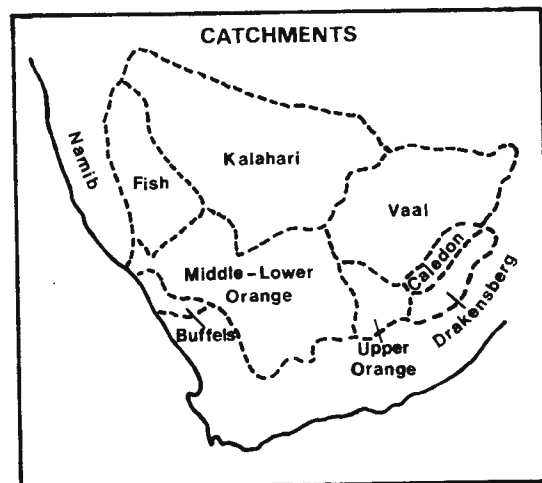 CATCHMENTS
Namib
Kalahari
Fish
Vaal
Caledon
Middle-Lower
Orange
Drakensberg
Buffels
Upper
Orange